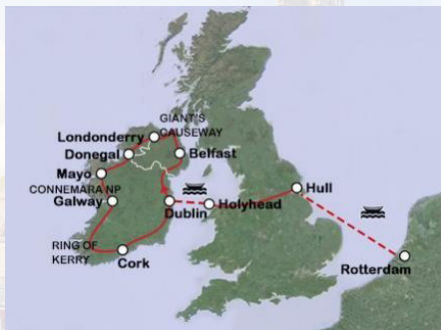 GIANT'S
CAUSEWAY
Londonderry
Donegal
Belfast
Mayo
CONNEMARA NP
Galway
Dublin
Holyhead
Hull
RING OF
KERRY
Cork
Rotterdam